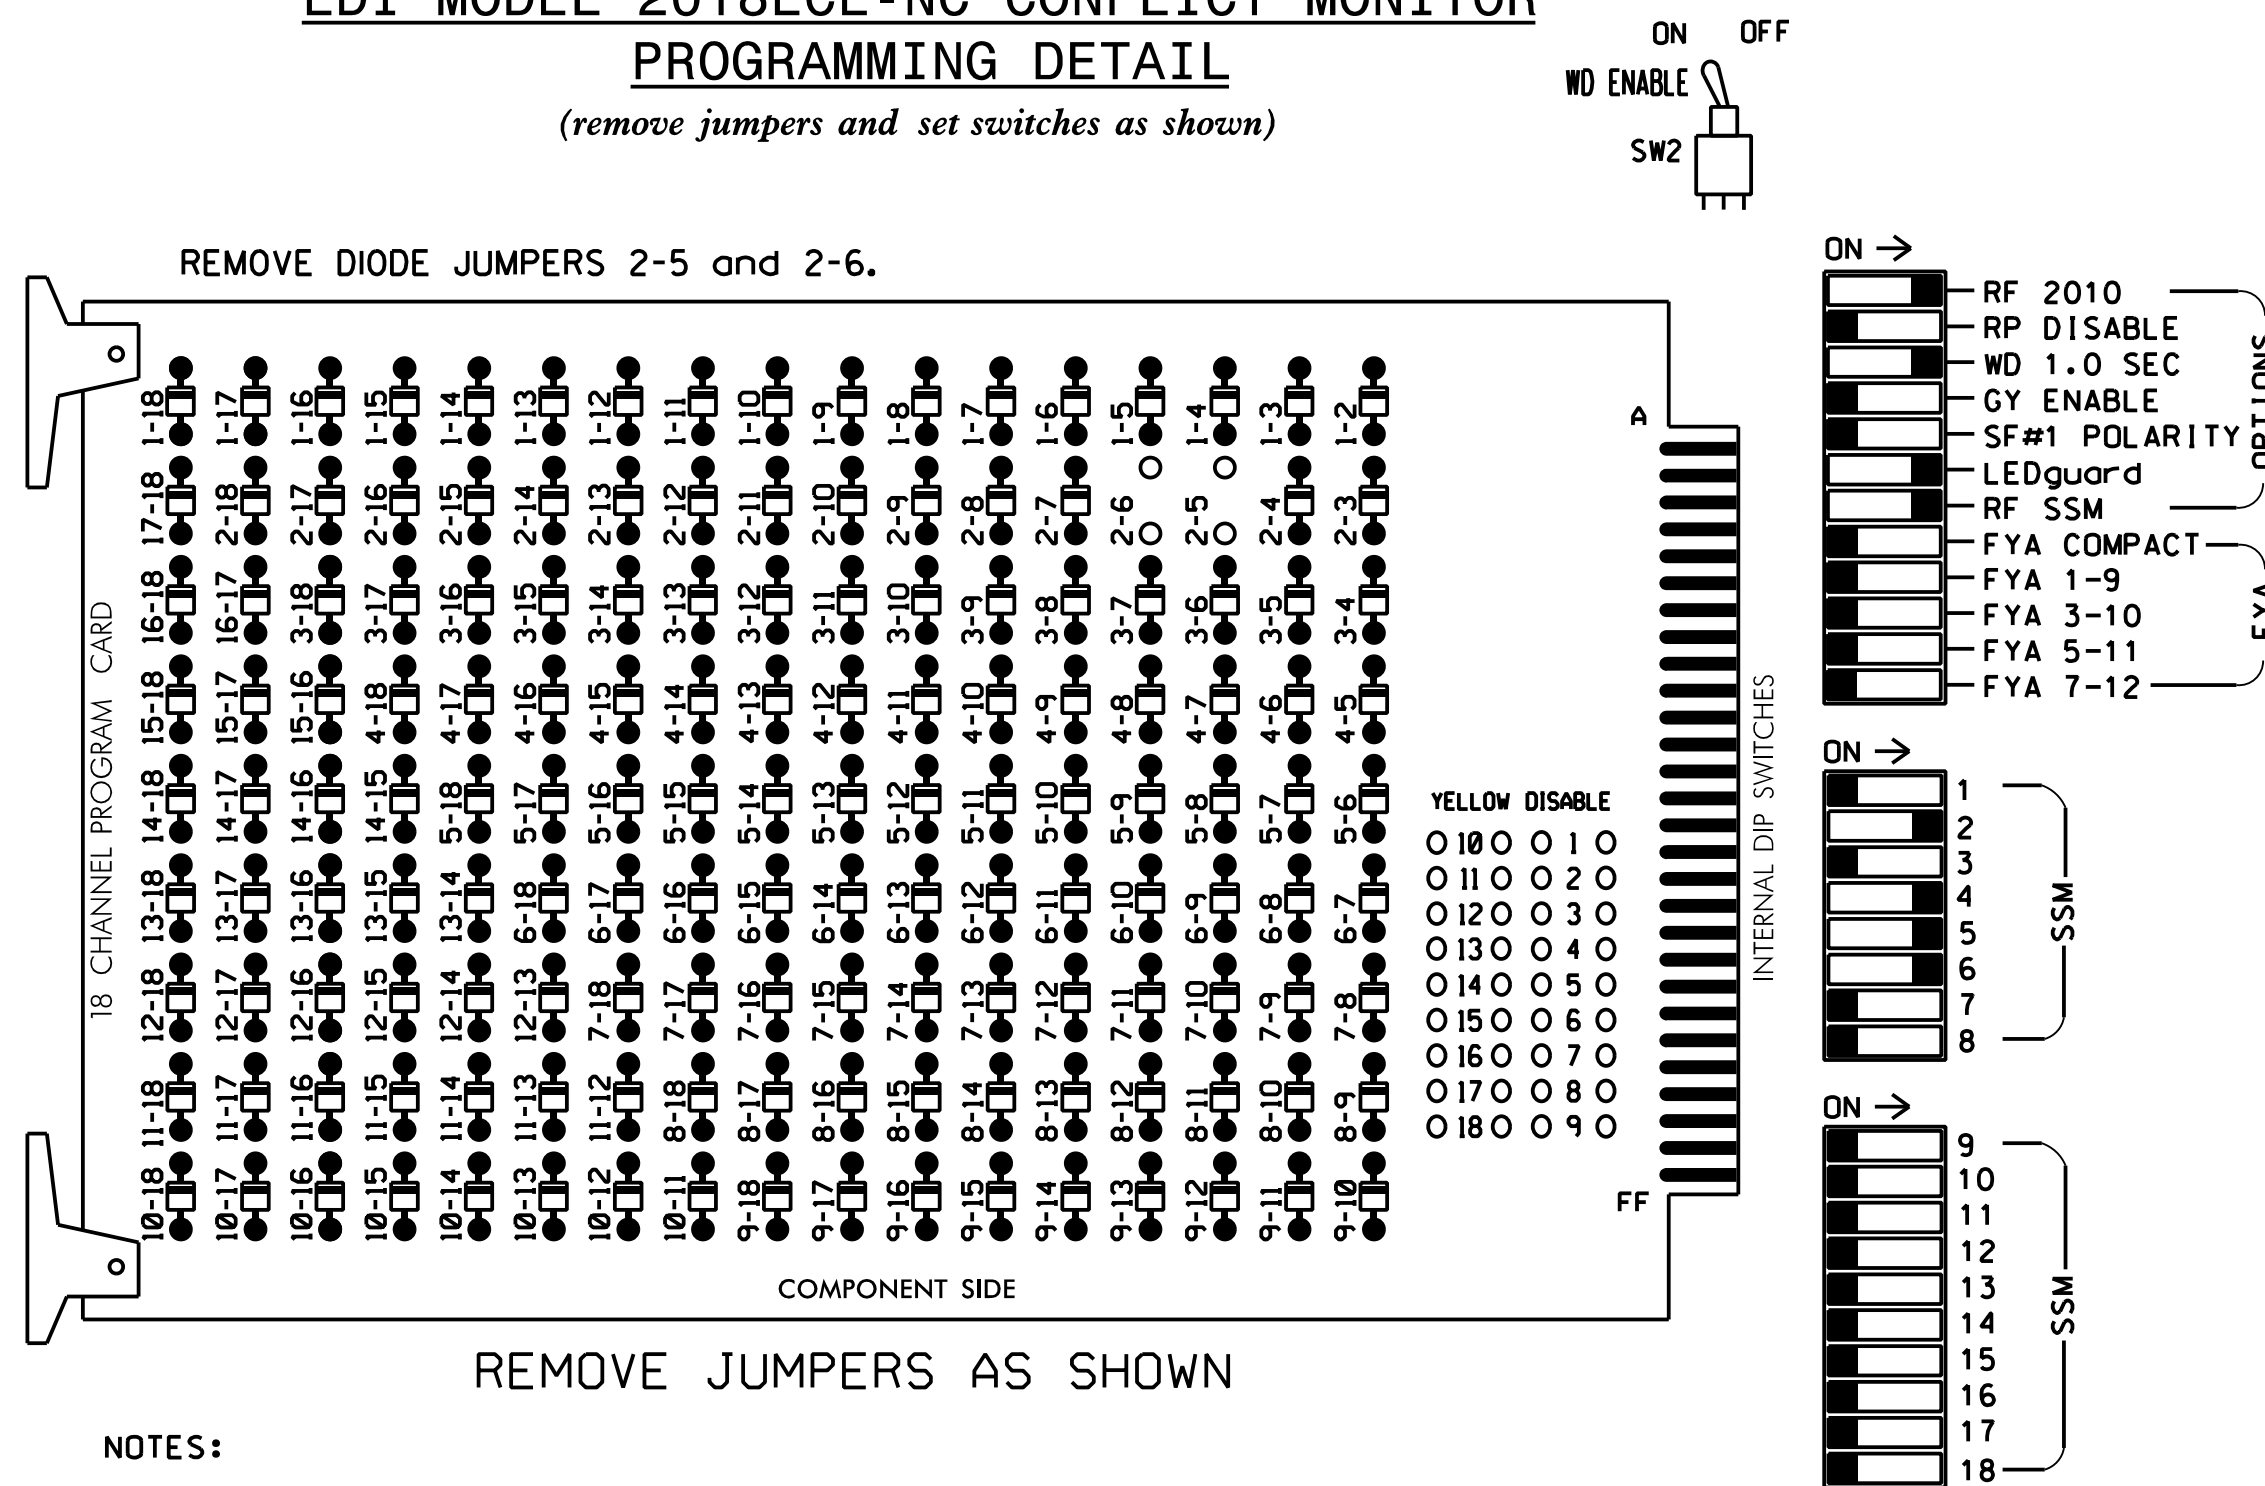 EDI MODEL 2018ECL-NC CONFLICT MONITOR
PROGRAMMING DETAIL
(remove jumpers and set switches as shown)
ON OFF
WD ENABLE
SW2
REMOVE DIODE JUMPERS 2-5 and 2-6.
18 CHANNEL PROGRAM CARD
1-18 1-17 1-16 1-15 1-14 1-13 1-12 1-11 1-10 1-9 1-8 1-7 1-6 1-5 1-4 1-3 1-2
17-18 2-18 2-17 2-16 2-15 2-14 2-13 2-12 2-11 2-10 2-9 2-8 2-7 2-6 2-5 2-4 2-3
16-18 16-17 3-18 3-17 3-16 3-15 3-14 3-13 3-12 3-11 3-10 3-9 3-8 3-7 3-6 3-5 3-4
15-18 15-17 15-16 4-18 4-17 4-16 4-15 4-14 4-13 4-12 4-11 4-10 4-9 4-8 4-7 4-6 4-5
14-18 14-17 14-16 14-15 5-18 5-17 5-16 5-15 5-14 5-13 5-12 5-11 5-10 5-9 5-8 5-7 5-6
13-18 13-17 13-16 13-15 13-14 6-18 6-17 6-16 6-15 6-14 6-13 6-12 6-11 6-10 6-9 6-8 6-7
12-18 12-17 12-16 12-15 12-14 12-13 7-18 7-17 7-16 7-15 7-14 7-13 7-12 7-11 7-10 7-9 7-8
11-18 11-17 11-16 11-15 11-14 11-13 11-12 8-18 8-17 8-16 8-15 8-14 8-13 8-12 8-11 8-10 8-9
10-18 10-17 10-16 10-15 10-14 10-13 10-12 10-11 9-18 9-17 9-16 9-15 9-14 9-13 9-12 9-11 9-10
YELLOW DISABLE
10 1
11 2
12 3
13 4
14 5
15 6
16 7
17 8
18 9
A
FF
COMPONENT SIDE
INTERNAL DIP SWITCHES
REMOVE JUMPERS AS SHOWN
NOTES:
ON →
RF 2010
RP DISABLE
WD 1.0 SEC
GY ENABLE
SF#1 POLARITY
LEDguard
RF SSM
OPTIONS
FYA COMPACT
FYA 1-9
FYA 3-10
FYA 5-11
FYA 7-12
FYA
ON →
1
2
3
4
5
6
7
8
SSM
ON →
9
10
11
12
13
14
15
16
17
18
SSM